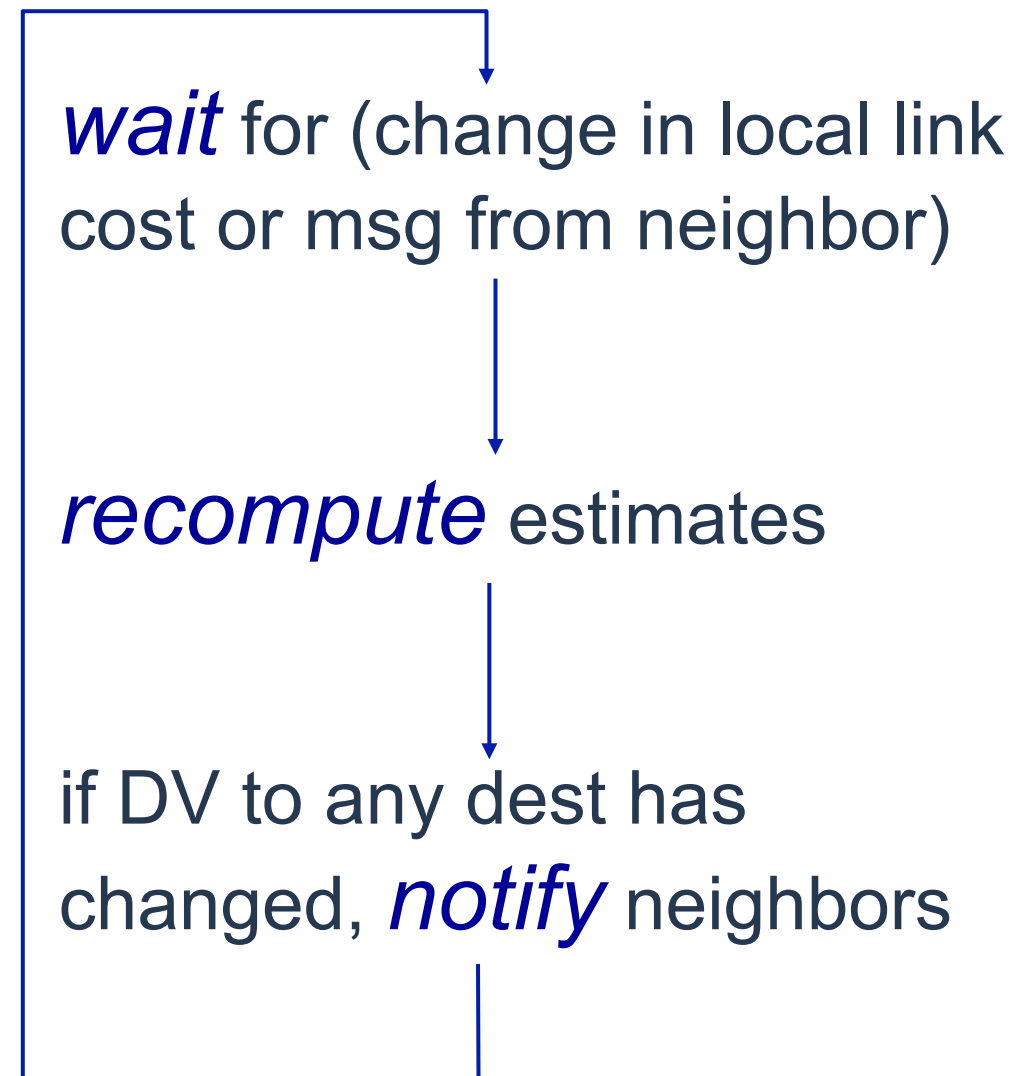 wait for (change in local link
cost or msg from neighbor)
recompute estimates
if DV to any dest has
changed, notify neighbors